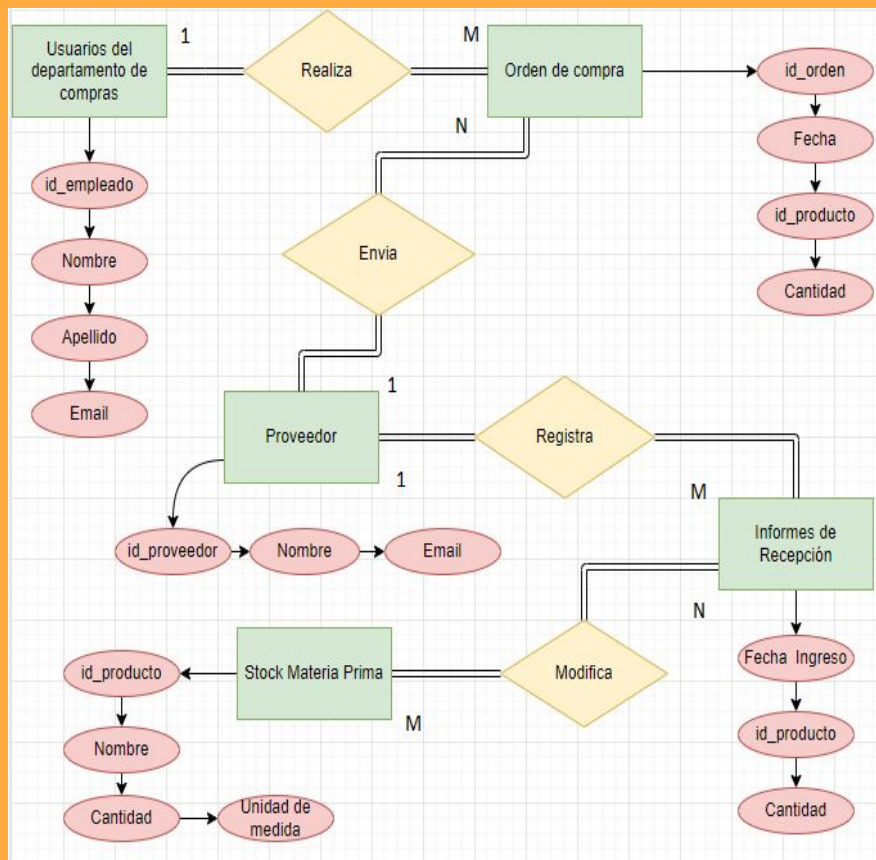 1
M
Usuarios del
departamento de
compras
Realiza
Orden de compra
id_orden
N
Fecha
id_empleado
id_producto
Nombre
Envia
Cantidad
Apellido
Email
1
Proveedor
Registra
1
M
id_proveedor
Nombre
Email
Informes de
Recepción
N
Stock Materia Prima
Modifica
id_producto
Fecha Ingreso
M
Nombre
id_producto
Cantidad
Unidad de
medida
Cantidad